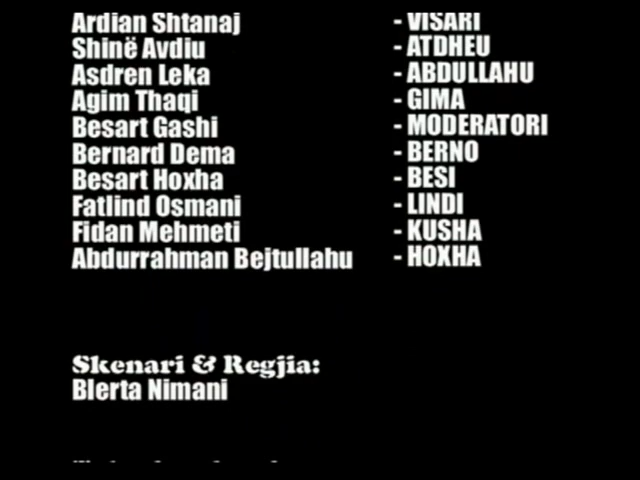 Ardian Shtanaj - VISARI
Shinë Avdiu - ATDHEU
Asdren Leka - ABDULLAHU
Agim Thaqi - GIMA
Besart Gashi - MODERATORI
Bernard Dema - BERNO
Besart Hoxha - BESI
Fatlind Osmani - LINDI
Fidan Mehmeti - KUSHA
Abdurrahman Bejtullahu - HOXHA
Skenari & Regjia:
Blerta Nimani